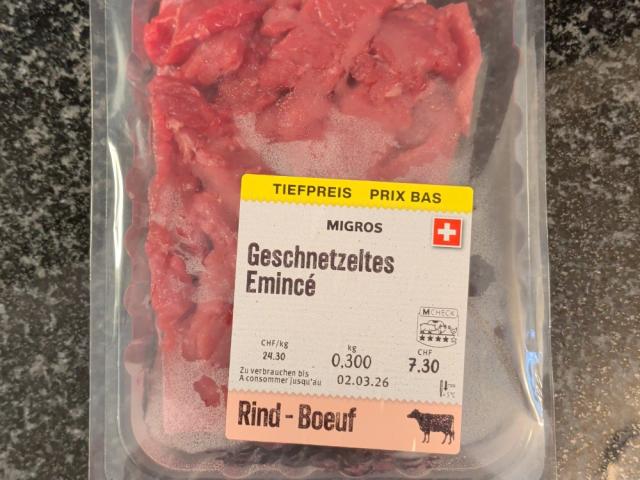 TIEFPREIS PRIX BAS
MIGROS
Geschnetzeltes
Emincé
M CHECK
CHF/kg kg CHF
24.30 0,300 7.30
Zu verbrauchen bis
A consommer jusqu'au 02.03.26
Rind - Boeuf